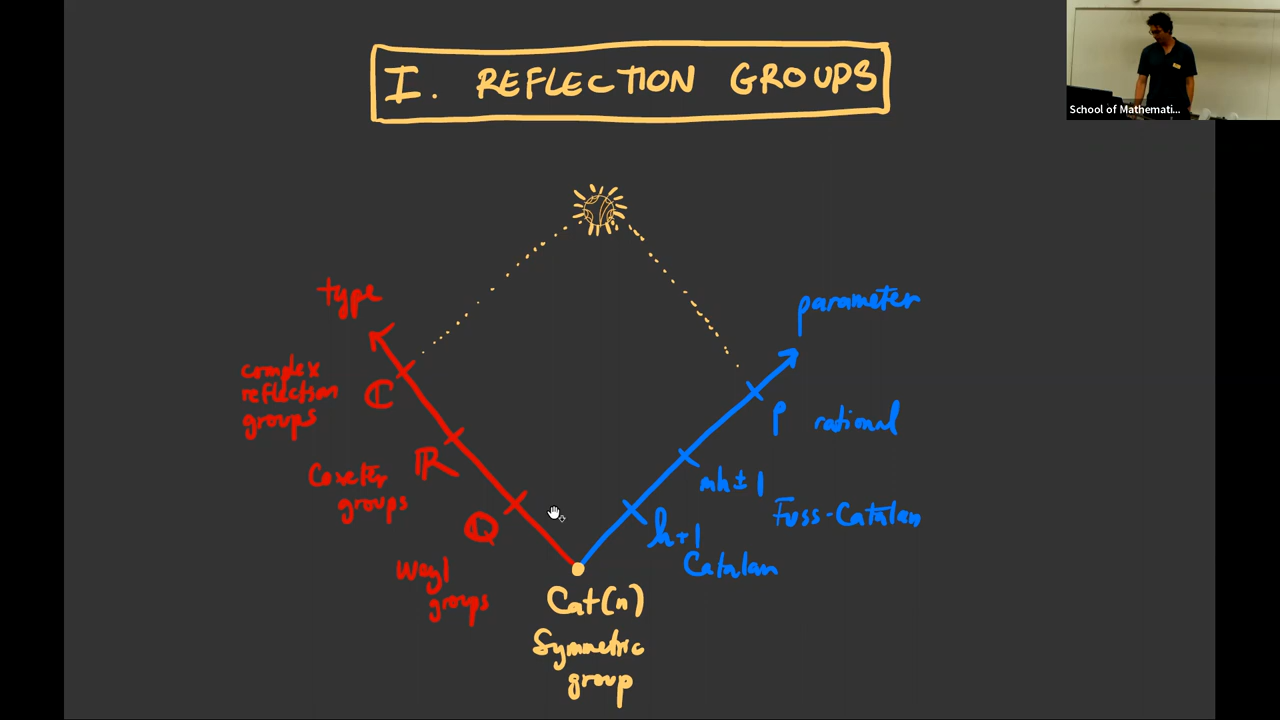 I. REFLECTION GROUPS
School of Mathemati...
type
parameter
complex
reflection
groups
ℂ
p rational
Coxeter
groups
ℝ
mh ± 1
Fuss-Catalan
ℚ
h+1
Catalan
Weyl
groups
Cat(n)
Symmetric
group